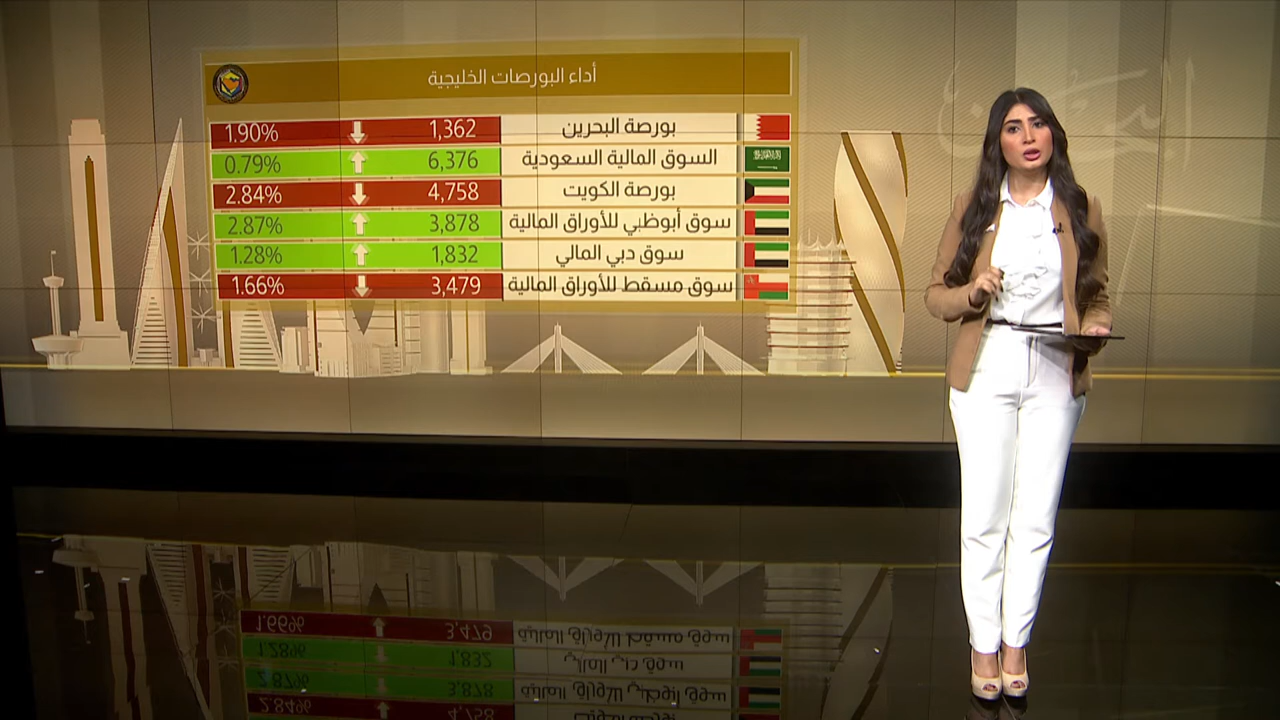 أداء البورصات الخليجية
بورصة البحرين 1,362 1.90%
السوق المالية السعودية 6,376 0.79%
بورصة الكويت 4,758 2.84%
سوق أبوظبي للأوراق المالية 3,878 2.87%
سوق دبي المالي 1,832 1.28%
سوق مسقط للأوراق المالية 3,479 1.66%